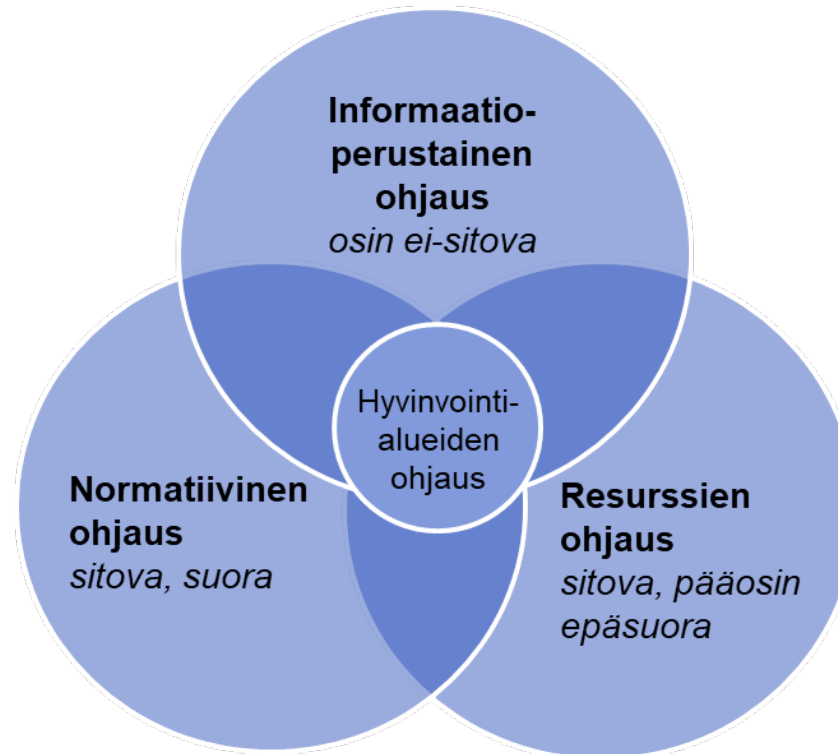 Informaatio-
perustainen
ohjaus
osin ei-sitova
Hyvinvointi-
alueiden
ohjaus
Normatiivinen
ohjaus
sitova, suora
Resurssien
ohjaus
sitova, pääosin
epäsuora